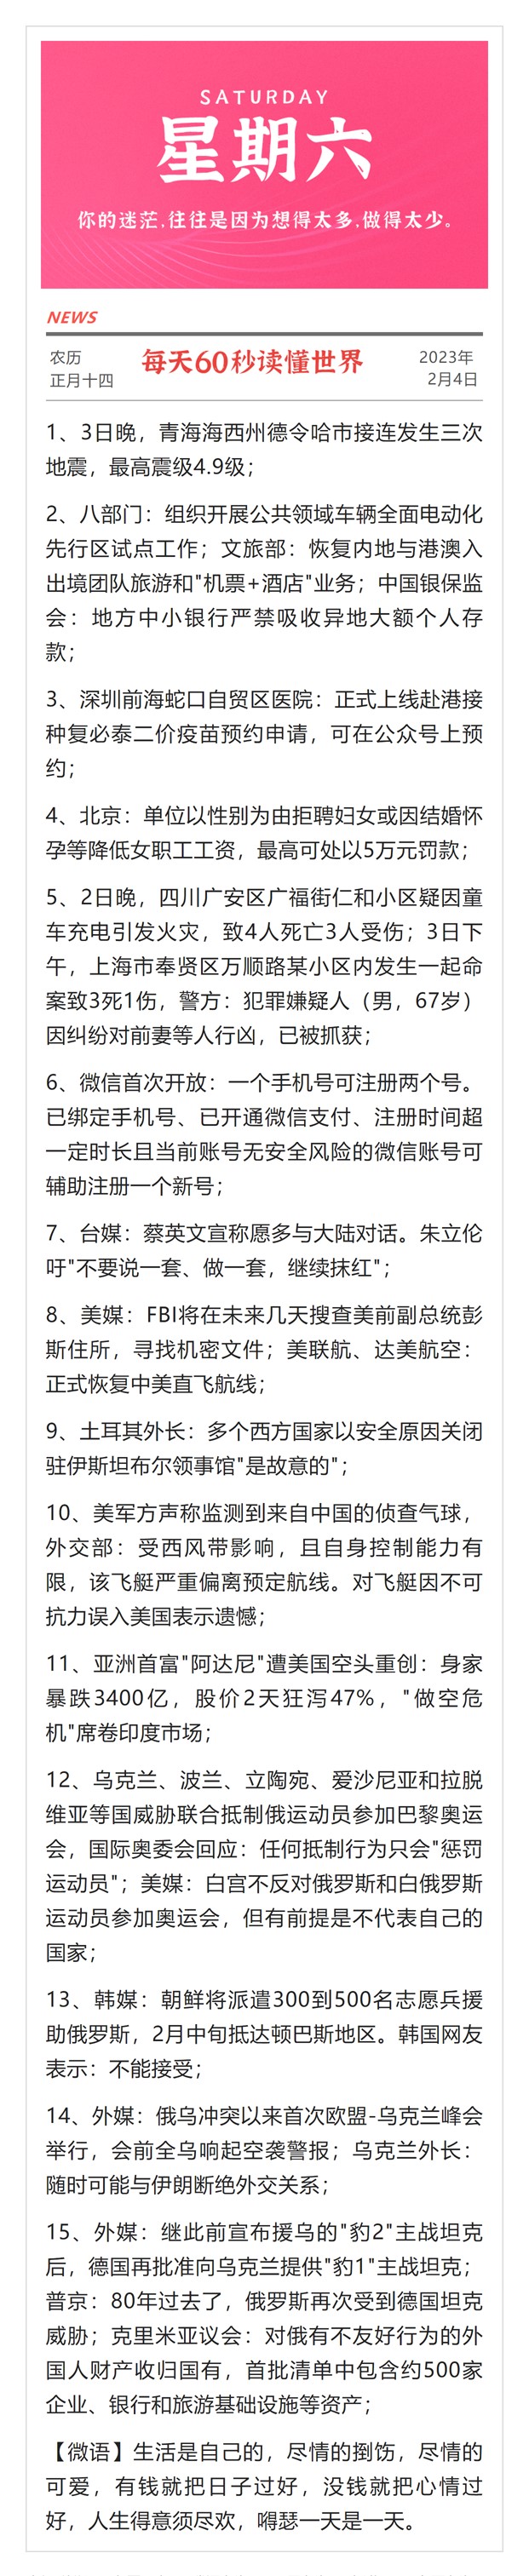 SATURDAY
星期六
你的迷茫,往往是因为想得太多,做得太少。
NEWS
农历
正月十四
每天60秒读懂世界
2023年
2月4日
1、3日晚，青海海西州德令哈市接连发生三次
地震，最高震级4.9级；
2、八部门：组织开展公共领域车辆全面电动化
先行区试点工作；文旅部：恢复内地与港澳入
出境团队旅游和"机票+酒店"业务；中国银保监
会：地方中小银行严禁吸收异地大额个人存
款；
3、深圳前海蛇口自贸区医院：正式上线赴港接
种复必泰二价疫苗预约申请，可在公众号上预
约；
4、北京：单位以性别为由拒聘妇女或因结婚怀
孕等降低女职工工资，最高可处以5万元罚款；
5、2日晚，四川广安区广福街仁和小区疑因童
车充电引发火灾，致4人死亡3人受伤；3日下
午，上海市奉贤区万顺路某小区内发生一起命
案致3死1伤，警方：犯罪嫌疑人（男，67岁）
因纠纷对前妻等人行凶，已被抓获；
6、微信首次开放：一个手机号可注册两个号。
已绑定手机号、已开通微信支付、注册时间超
一定时长且当前账号无安全风险的微信账号可
辅助注册一个新号；
7、台媒：蔡英文宣称愿多与大陆对话。朱立伦
吁"不要说一套、做一套，继续抹红"；
8、美媒：FBI将在未来几天搜查美前副总统彭
斯住所，寻找机密文件；美联航、达美航空：
正式恢复中美直飞航线；
9、土耳其外长：多个西方国家以安全原因关闭
驻伊斯坦布尔领事馆"是故意的"；
10、美军方声称监测到来自中国的侦查气球，
外交部：受西风带影响，且自身控制能力有
限，该飞艇严重偏离预定航线。对飞艇因不可
抗力误入美国表示遗憾；
11、亚洲首富"阿达尼"遭美国空头重创：身家
暴跌3400亿，股价2天狂泻47%，"做空危
机"席卷印度市场；
12、乌克兰、波兰、立陶宛、爱沙尼亚和拉脱
维亚等国威胁联合抵制俄运动员参加巴黎奥运
会，国际奥委会回应：任何抵制行为只会"惩罚
运动员"；美媒：白宫不反对俄罗斯和白俄罗斯
运动员参加奥运会，但有前提是不代表自己的
国家；
13、韩媒：朝鲜将派遣300到500名志愿兵援
助俄罗斯，2月中旬抵达顿巴斯地区。韩国网友
表示：不能接受；
14、外媒：俄乌冲突以来首次欧盟-乌克兰峰会
举行，会前全乌响起空袭警报；乌克兰外长：
随时可能与伊朗断绝外交关系；
15、外媒：继此前宣布援乌的"豹2"主战坦克
后，德国再批准向乌克兰提供"豹1"主战坦克；
普京：80年过去了，俄罗斯再次受到德国坦克
威胁；克里米亚议会：对俄有不友好行为的外
国人财产收归国有，首批清单中包含约500家
企业、银行和旅游基础设施等资产；
【微语】生活是自己的，尽情的到饬，尽情的
可爱，有钱就把日子过好，没钱就把心情过
好，人生得意须尽欢，嘚瑟一天是一天。